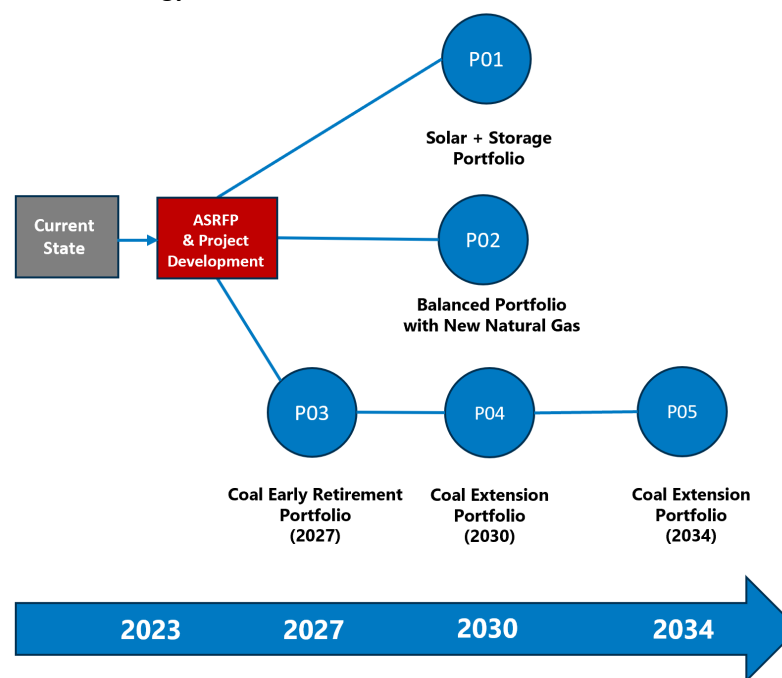 P01
Solar + Storage
Portfolio
Current
State
ASRFP
& Project
Development
P02
Balanced Portfolio
with New Natural Gas
P03
P04
P05
Coal Early Retirement
Portfolio
(2027)
Coal Extension
Portfolio
(2030)
Coal Extension
Portfolio
(2034)
2023
2027
2030
2034